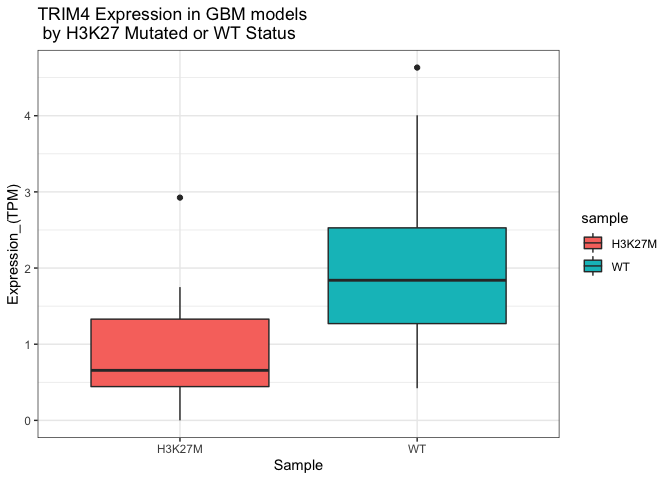 TRIM4 Expression in GBM models
by H3K27 Mutated or WT Status
Expression_(TPM)
4
3
2
1
0
H3K27M
WT
Sample
sample
H3K27M
WT